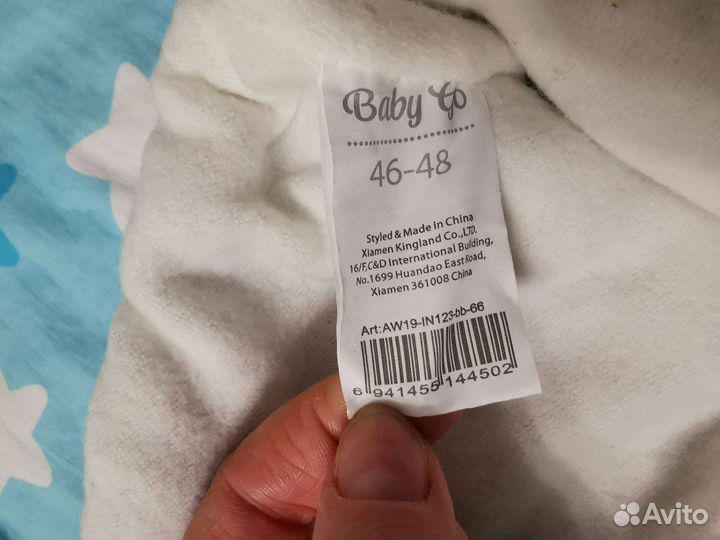 Baby Go
46-48
Styled & Made in China
Xiamen Kingland Co.,LTD.
16/F,C&D International Building,
No.1699 Huandao East Road,
Xiamen 361008 China
Art:AW19-IN123-bb-66
6 941455 144502
Avito